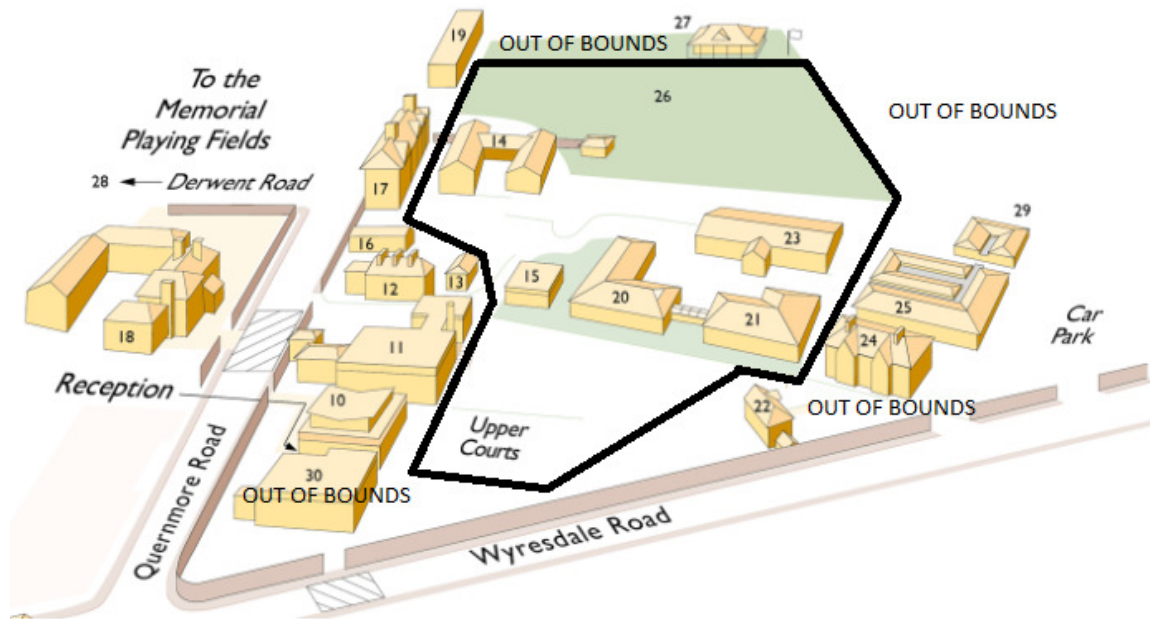 19
27
OUT OF BOUNDS
To the
Memorial
Playing Fields
26
OUT OF BOUNDS
14
28
Derwent Road
17
29
23
16
15
13
12
20
25
21
18
11
24
Car
Park
Reception
10
22
OUT OF BOUNDS
Upper
Courts
30
OUT OF BOUNDS
Quernmore Road
Wyresdale Road